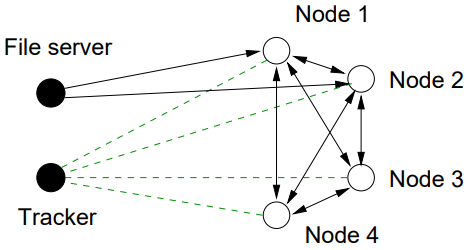 Node 1
File server
Node 2
Node 3
Tracker
Node 4